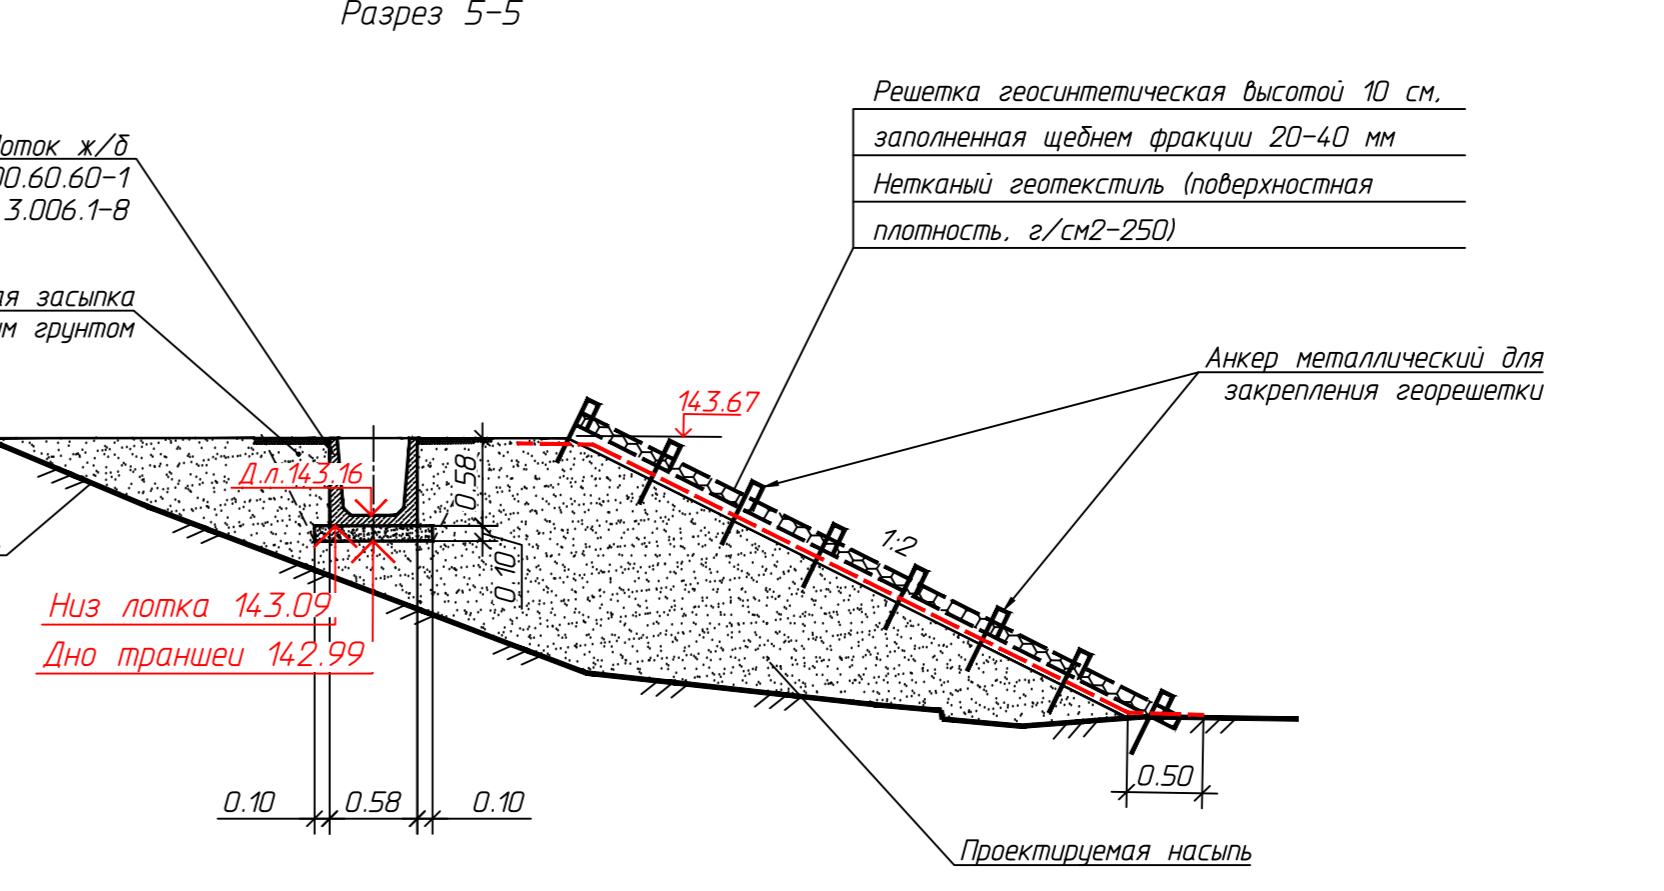 Разрез 5-5
Решетка геосинтетическая высотой 10 см,
заполненная щебнем фракции 20-40 мм
Нетканый геотекстиль (поверхностная
плотность, г/см2-250)
ж/б
00.60.60-1
3.006.1-8
засыпка
грунтом
Анкер металлический для
закрепления георешетки
143.67
Д.л.143.16
0.58
0.10
1:2
Низ лотка 143.09
Дно траншеи 142.99
0.10 0.58 0.10
0.50
Проектируемая насыпь